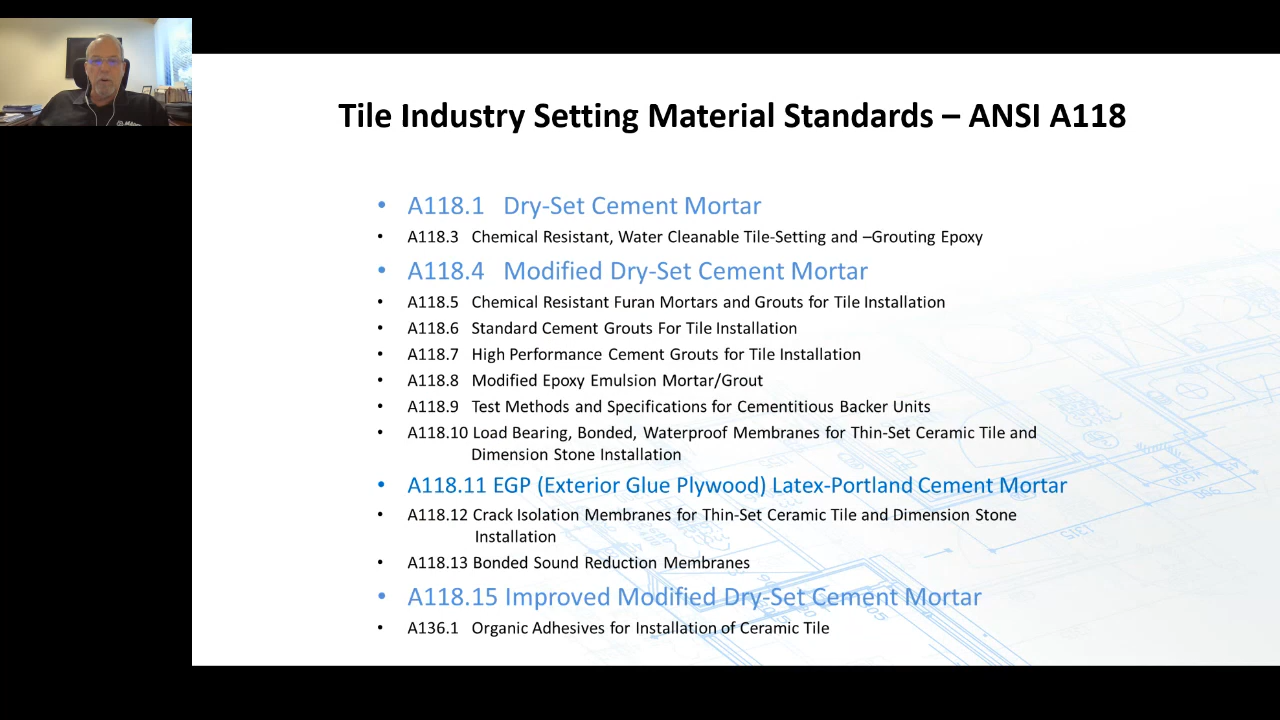 Tile Industry Setting Material Standards – ANSI A118
• A118.1 Dry-Set Cement Mortar
• A118.3 Chemical Resistant, Water Cleanable Tile-Setting and –Grouting Epoxy
• A118.4 Modified Dry-Set Cement Mortar
• A118.5 Chemical Resistant Furan Mortars and Grouts for Tile Installation
• A118.6 Standard Cement Grouts For Tile Installation
• A118.7 High Performance Cement Grouts for Tile Installation
• A118.8 Modified Epoxy Emulsion Mortar/Grout
• A118.9 Test Methods and Specifications for Cementitious Backer Units
• A118.10 Load Bearing, Bonded, Waterproof Membranes for Thin-Set Ceramic Tile and
Dimension Stone Installation
• A118.11 EGP (Exterior Glue Plywood) Latex-Portland Cement Mortar
• A118.12 Crack Isolation Membranes for Thin-Set Ceramic Tile and Dimension Stone
Installation
• A118.13 Bonded Sound Reduction Membranes
• A118.15 Improved Modified Dry-Set Cement Mortar
• A136.1 Organic Adhesives for Installation of Ceramic Tile
1315